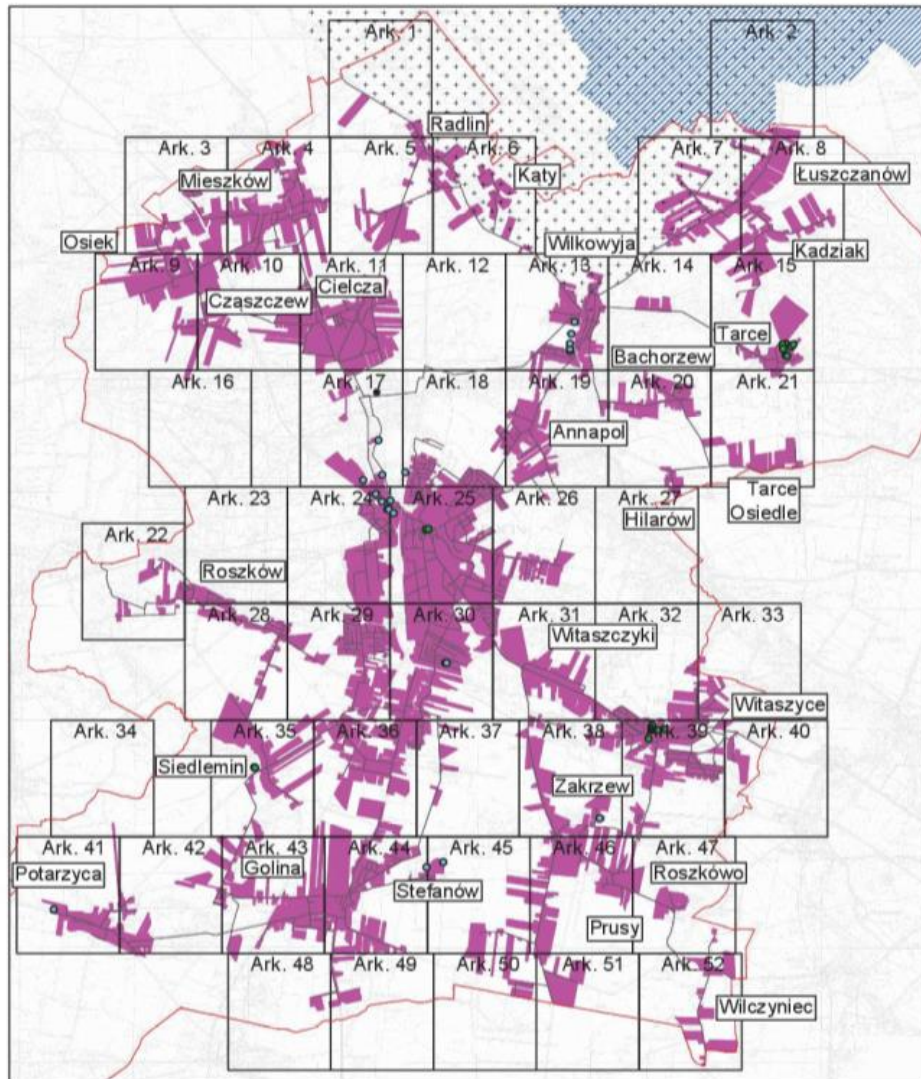 Ark. 1
Ark. 2
Radlin
Ark. 3
Ark. 4
Ark. 5
Ark. 6
Ark. 7
Ark. 8
Mieszków
Katy
Łuszczanów
Osiek
Wilkowyja
Kadziak
Ark. 9
Ark. 10
Ark. 11
Ark. 12
Ark. 13
Ark. 14
Ark. 15
Cielcza
Cząszczew
Tarce
Bachorzew
Ark. 16
Ark. 17
Ark. 18
Ark. 19
Ark. 20
Ark. 21
Annapol
Ark. 22
Ark. 23
Ark. 24
Ark. 25
Ark. 26
Ark. 27
Tarce
Osiedle
Hilarów
Roszków
Ark. 28
Ark. 29
Ark. 30
Ark. 31
Ark. 32
Ark. 33
Witaszczyki
Witaszyce
Ark. 34
Ark. 35
Ark. 36
Ark. 37
Ark. 38
Ark. 39
Ark. 40
Siedlemin
Zakrzew
Ark. 41
Ark. 42
Ark. 43
Ark. 44
Ark. 45
Ark. 46
Ark. 47
Potarzyca
Golina
Roszkówo
Stefanów
Prusy
Ark. 48
Ark. 49
Ark. 50
Ark. 51
Ark. 52
Wilczyniec